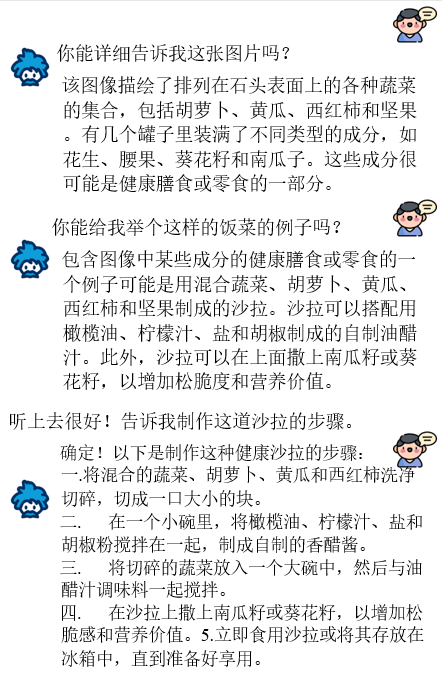 你能详细告诉我这张图片吗？
该图像描绘了排列在石头表面上的各种蔬菜
的集合，包括胡萝卜、黄瓜、西红柿和坚果
。有几个罐子里装满了不同类型的成分，如
花生、腰果、葵花籽和南瓜子。这些成分很
可能是健康膳食或零食的一部分。
你能给我举个这样的饭菜的例子吗？
包含图像中某些成分的健康膳食或零食的一
个例子可能是用混合蔬菜、胡萝卜、黄瓜、
西红柿和坚果制成的沙拉。沙拉可以搭配用
橄榄油、柠檬汁、盐和胡椒制成的自制油醋
汁。此外，沙拉可以在上面撒上南瓜籽或葵
花籽，以增加松脆度和营养价值。
听上去很好！告诉我制作这道沙拉的步骤。
确定！以下是制作这种健康沙拉的步骤：
一.将混合的蔬菜、胡萝卜、黄瓜和西红柿洗净
切碎，切成一口大小的块。
二. 在一个小碗里，将橄榄油、柠檬汁、盐和
胡椒粉搅拌在一起，制成自制的香醋酱。
三. 将切碎的蔬菜放入一个大碗中，然后与油
醋汁调味料一起搅拌。
四. 在沙拉上撒上南瓜籽或葵花籽，以增加松
脆感和营养价值。5.立即食用沙拉或将其存放在
冰箱中，直到准备好享用。